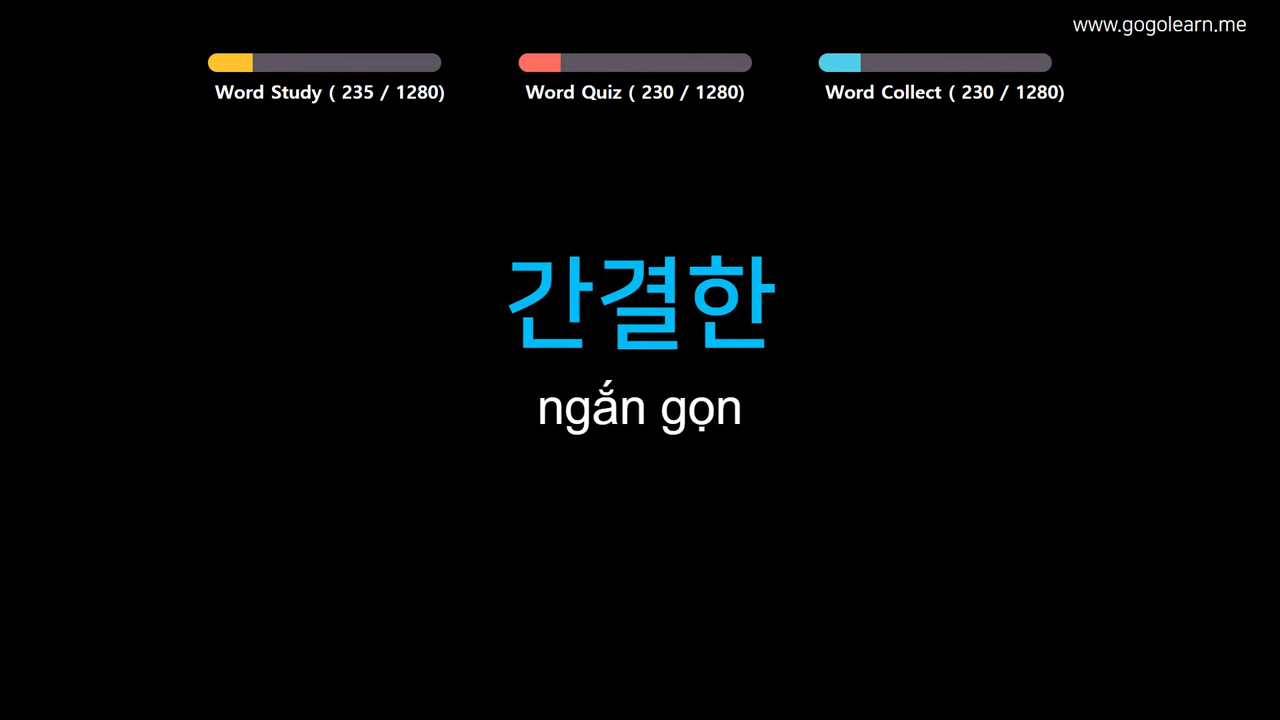 www.gogolearn.me
Word Study ( 235 / 1280)
Word Quiz ( 230 / 1280)
Word Collect ( 230 / 1280)
간결한
ngắn gọn